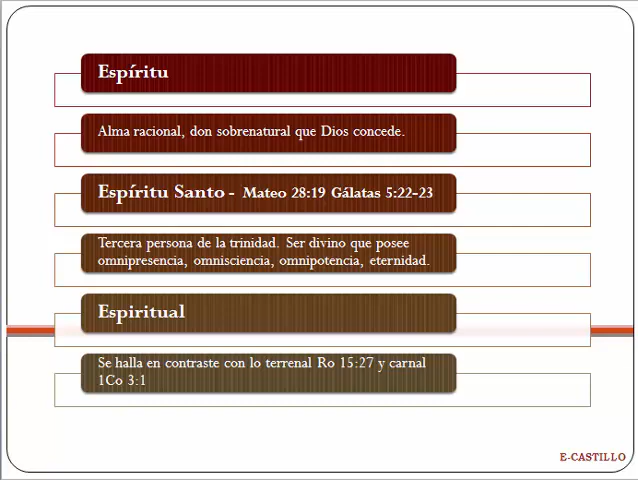 Espíritu
Alma racional, don sobrenatural que Dios concede.
Espíritu Santo - Mateo 28:19 Gálatas 5:22-23
Tercera persona de la trinidad. Ser divino que posee
omnipresencia, omnisciencia, omnipotencia, eternidad.
Espiritual
Se halla en contraste con lo terrenal Ro 15:27 y carnal
1Co 3:1
E-CASTILLO